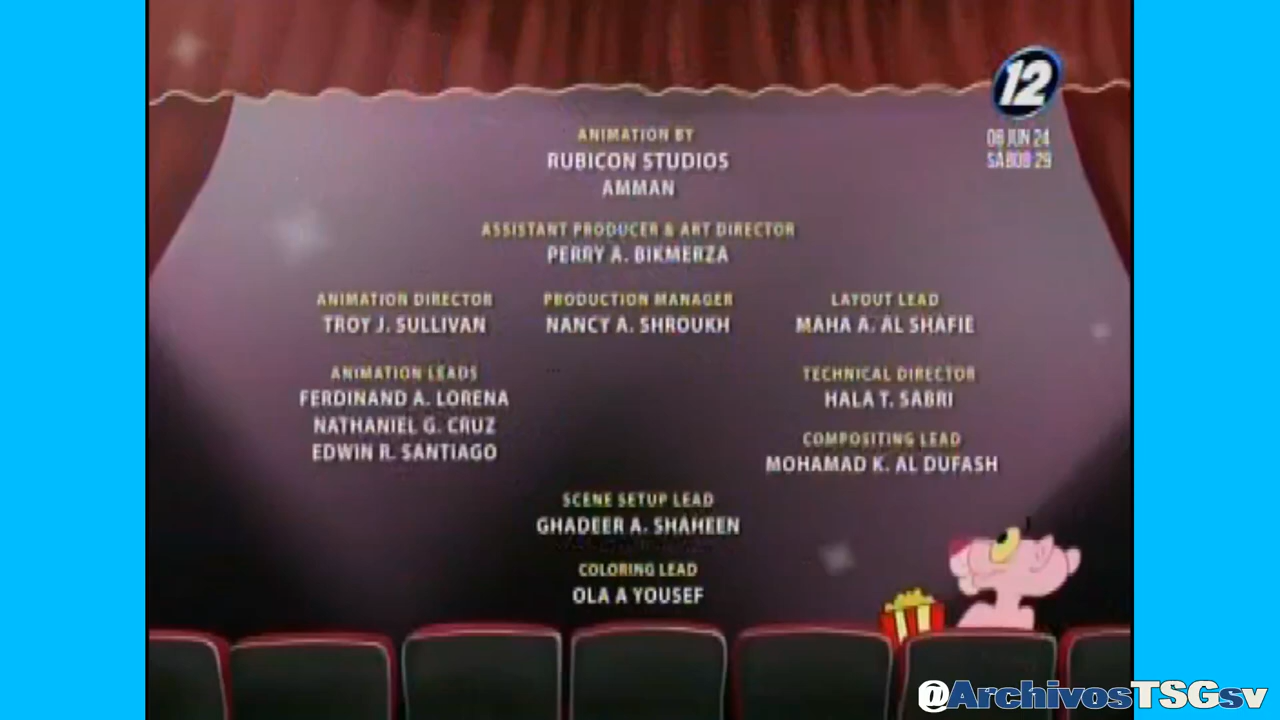 12
08 JUN 24
SAB08 29
ANIMATION BY
RUBICON STUDIOS
AMMAN
ASSISTANT PRODUCER & ART DIRECTOR
PERRY A. BIKMERZA
ANIMATION DIRECTOR
TROY J. SULLIVAN
PRODUCTION MANAGER
NANCY A. SHROUKH
LAYOUT LEAD
MAHA A. AL SHAFIE
ANIMATION LEADS
FERDINAND A. LORENA
NATHANIEL G. CRUZ
EDWIN R. SANTIAGO
TECHNICAL DIRECTOR
HALA T. SABRI
COMPOSITING LEAD
MOHAMAD K. AL DUFASH
SCENE SETUP LEAD
GHADEER A. SHAHEEN
COLORING LEAD
OLA A YOUSEF
@ArchivosTSGsv